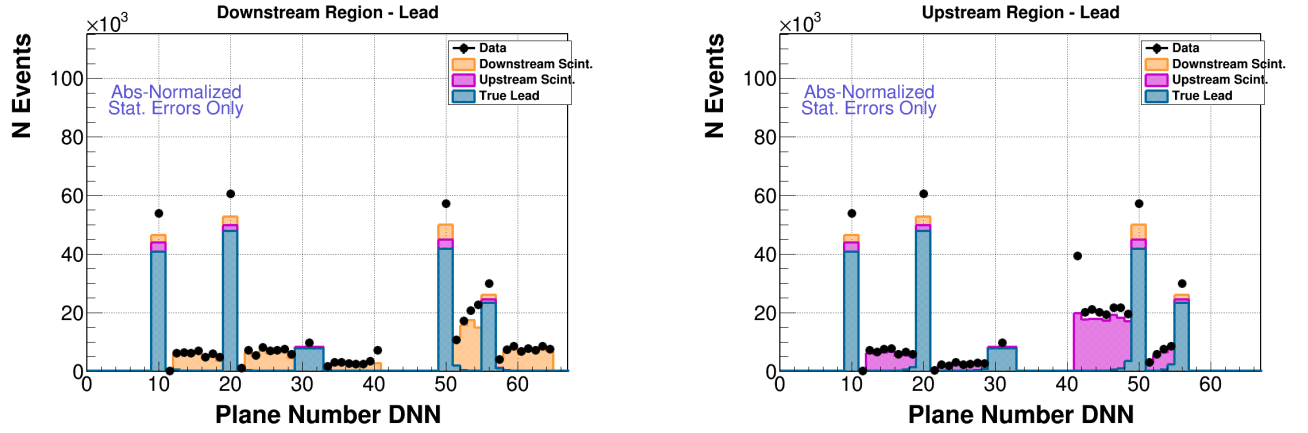 Downstream Region - Lead
×10³
N Events
100
80
60
40
20
0
Abs-Normalized
Stat. Errors Only
Data
Downstream Scint.
Upstream Scint.
True Lead
0 10 20 30 40 50 60
Plane Number DNN
Upstream Region - Lead
×10³
N Events
100
80
60
40
20
0
Abs-Normalized
Stat. Errors Only
Data
Downstream Scint.
Upstream Scint.
True Lead
0 10 20 30 40 50 60
Plane Number DNN